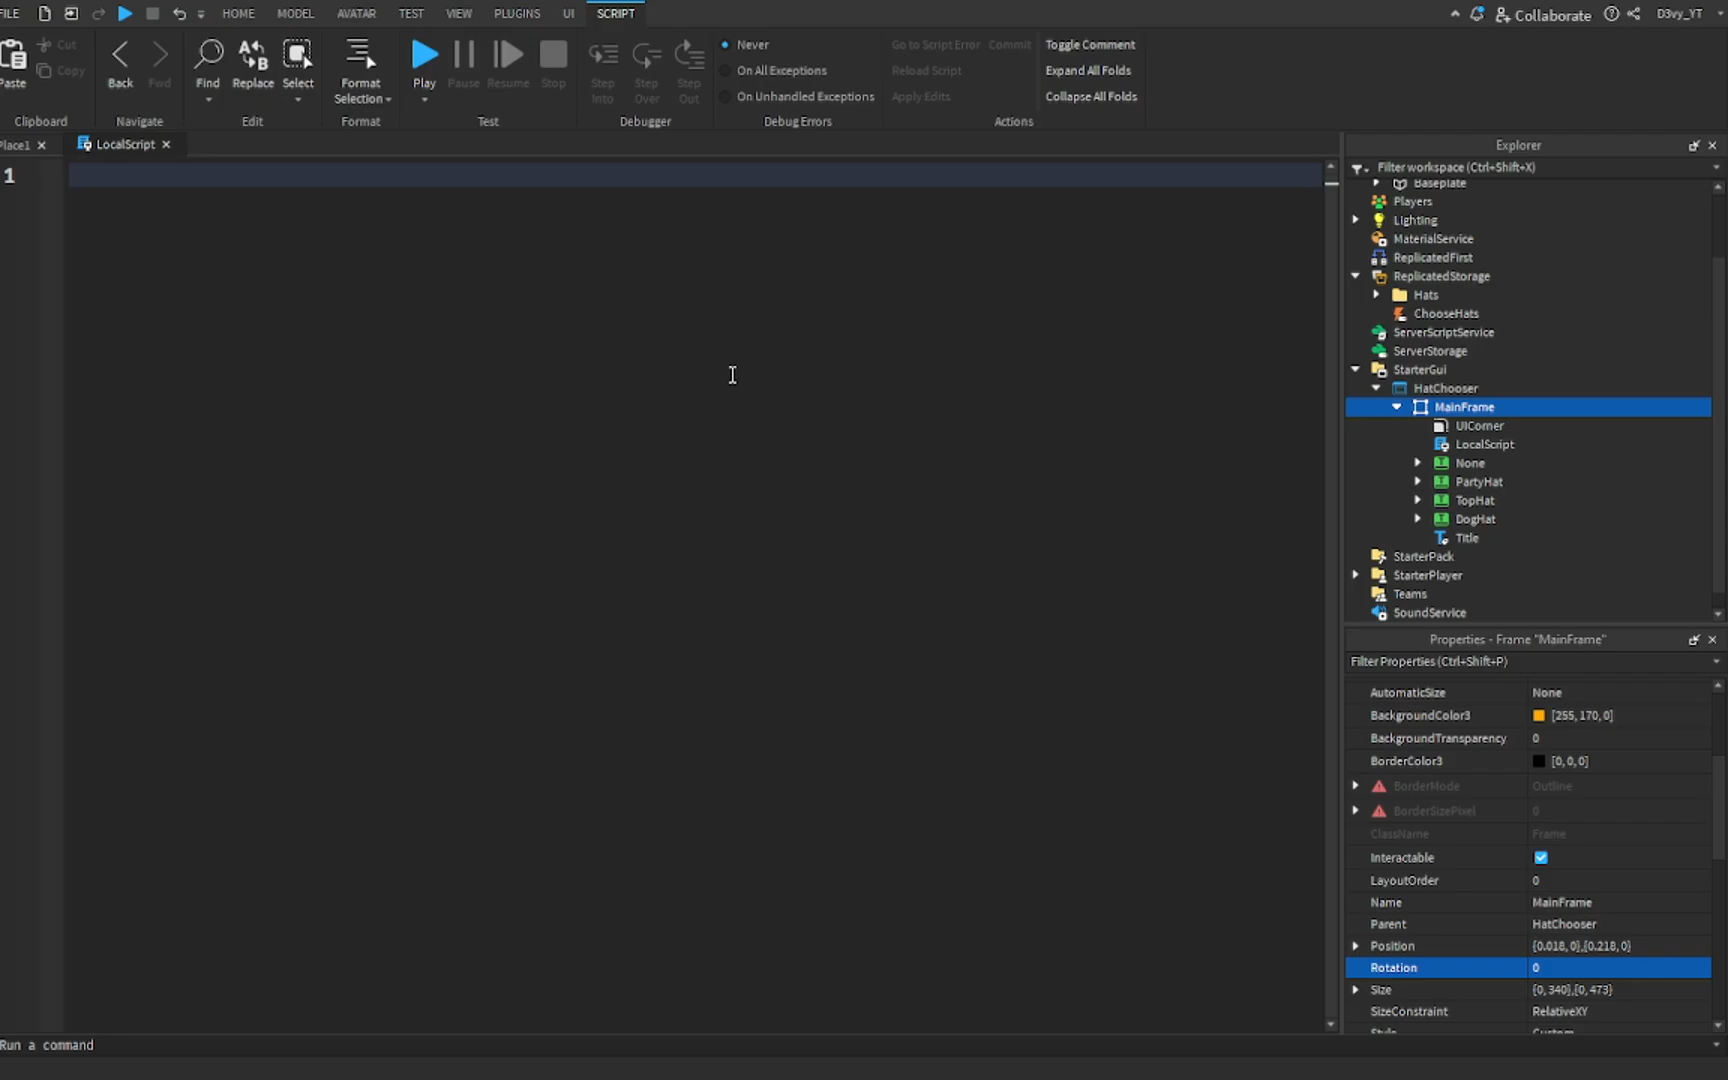 FILE HOME MODEL AVATAR TEST VIEW PLUGINS UI SCRIPT Collaborate D3vy_YT
Cut Never Go to Script Error Commit Toggle Comment
Copy On All Exceptions Reload Script Expand All Folds
Paste Back Fwd Find Replace Select Format Selection Play Pause Resume Stop Step Into Step Over Step Out On Unhandled Exceptions Apply Edits Collapse All Folds
Clipboard Navigate Edit Format Test Debugger Debug Errors Actions
Place1 LocalScript
1
Explorer
Filter workspace (Ctrl+Shift+X)
Baseplate
Players
Lighting
MaterialService
ReplicatedFirst
ReplicatedStorage
Hats
ChooseHats
ServerScriptService
ServerStorage
StarterGui
HatChooser
MainFrame
UICorner
LocalScript
None
PartyHat
TopHat
DogHat
Title
StarterPack
StarterPlayer
Teams
SoundService
Properties - Frame "MainFrame"
Filter Properties (Ctrl+Shift+P)
AutomaticSize None
BackgroundColor3 [255, 170, 0]
BackgroundTransparency 0
BorderColor3 [0, 0, 0]
BorderMode Outline
BorderSizePixel 0
ClassName Frame
Interactable
LayoutOrder 0
Name MainFrame
Parent HatChooser
Position {0.018, 0},{0.218, 0}
Rotation 0
Size {0, 340},{0, 473}
SizeConstraint RelativeXY
Style Custom
Run a command